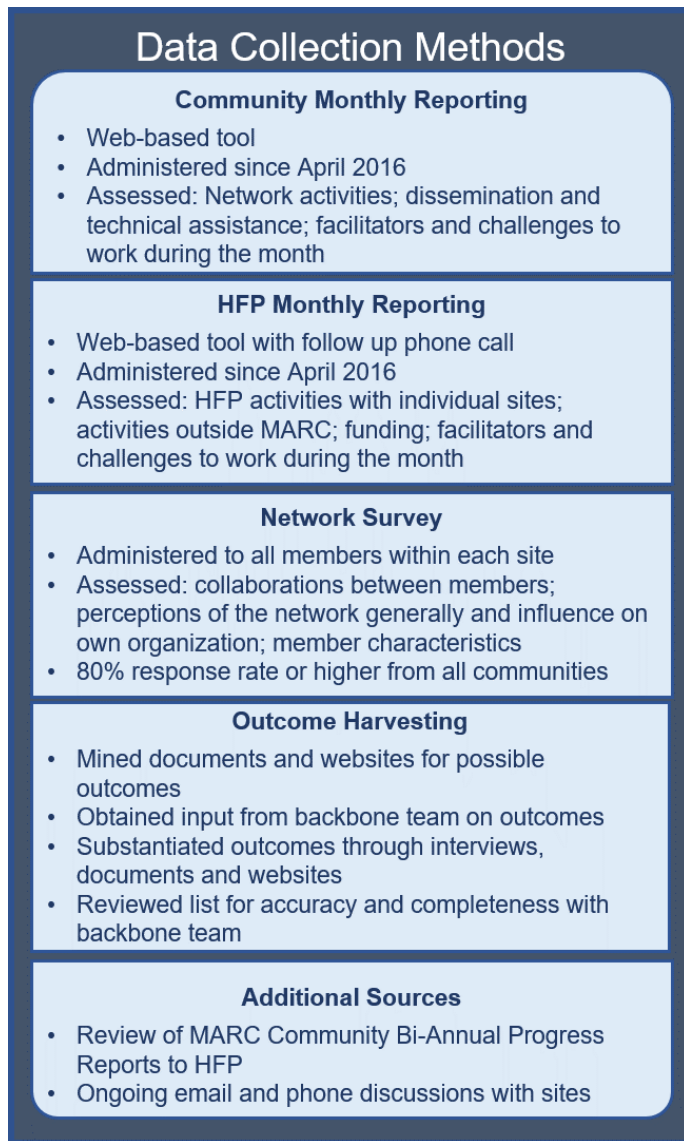 Data Collection Methods
Community Monthly Reporting
• Web-based tool
• Administered since April 2016
• Assessed: Network activities; dissemination and
technical assistance; facilitators and challenges to
work during the month
HFP Monthly Reporting
• Web-based tool with follow up phone call
• Administered since April 2016
• Assessed: HFP activities with individual sites;
activities outside MARC; funding; facilitators and
challenges to work during the month
Network Survey
• Administered to all members within each site
• Assessed: collaborations between members;
perceptions of the network generally and influence on
own organization; member characteristics
• 80% response rate or higher from all communities
Outcome Harvesting
• Mined documents and websites for possible
outcomes
• Obtained input from backbone team on outcomes
• Substantiated outcomes through interviews,
documents and websites
• Reviewed list for accuracy and completeness with
backbone team
Additional Sources
• Review of MARC Community Bi-Annual Progress
Reports to HFP
• Ongoing email and phone discussions with sites